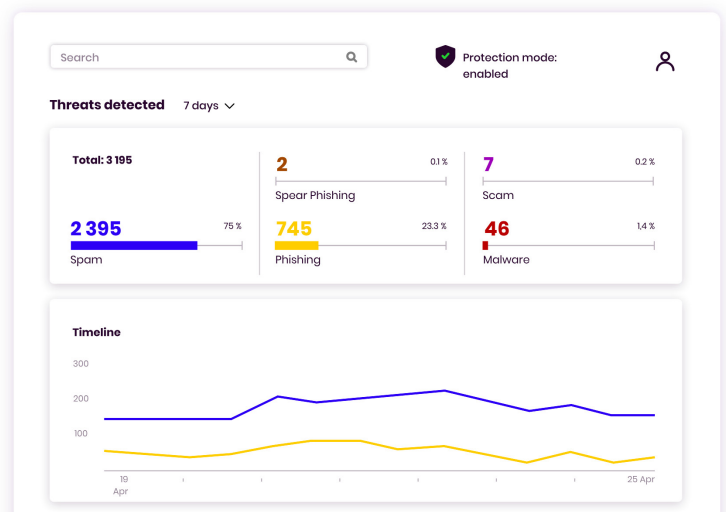 Search
Protection mode:
enabled
Threats detected
7 days
Total: 3 195
2
0.1 %
Spear Phishing
7
0.2 %
Scam
2 395
75 %
Spam
745
23.3 %
Phishing
46
1,4 %
Malware
Timeline
300
200
100
19
Apr
25 Apr